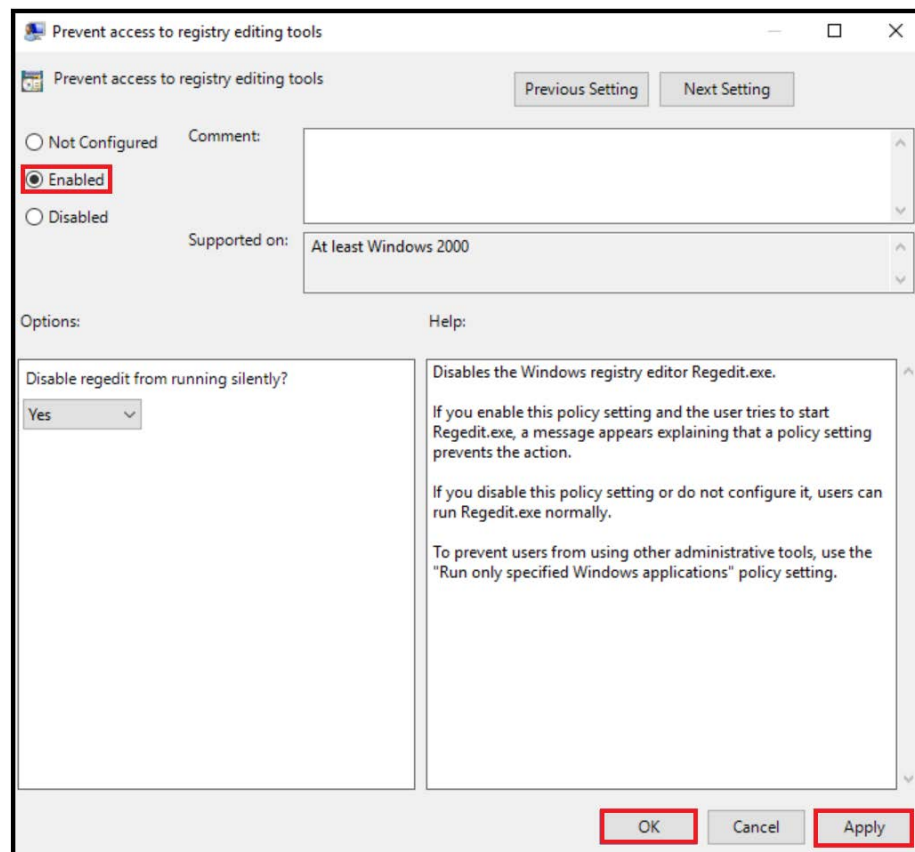 Prevent access to registry editing tools
Prevent access to registry editing tools
Previous Setting
Next Setting
Not Configured
Comment:
Enabled
Disabled
Supported on:
At least Windows 2000
Options:
Help:
Disable regedit from running silently?
Yes
Disables the Windows registry editor Regedit.exe.
If you enable this policy setting and the user tries to start
Regedit.exe, a message appears explaining that a policy setting
prevents the action.
If you disable this policy setting or do not configure it, users can
run Regedit.exe normally.
To prevent users from using other administrative tools, use the
"Run only specified Windows applications" policy setting.
OK
Cancel
Apply